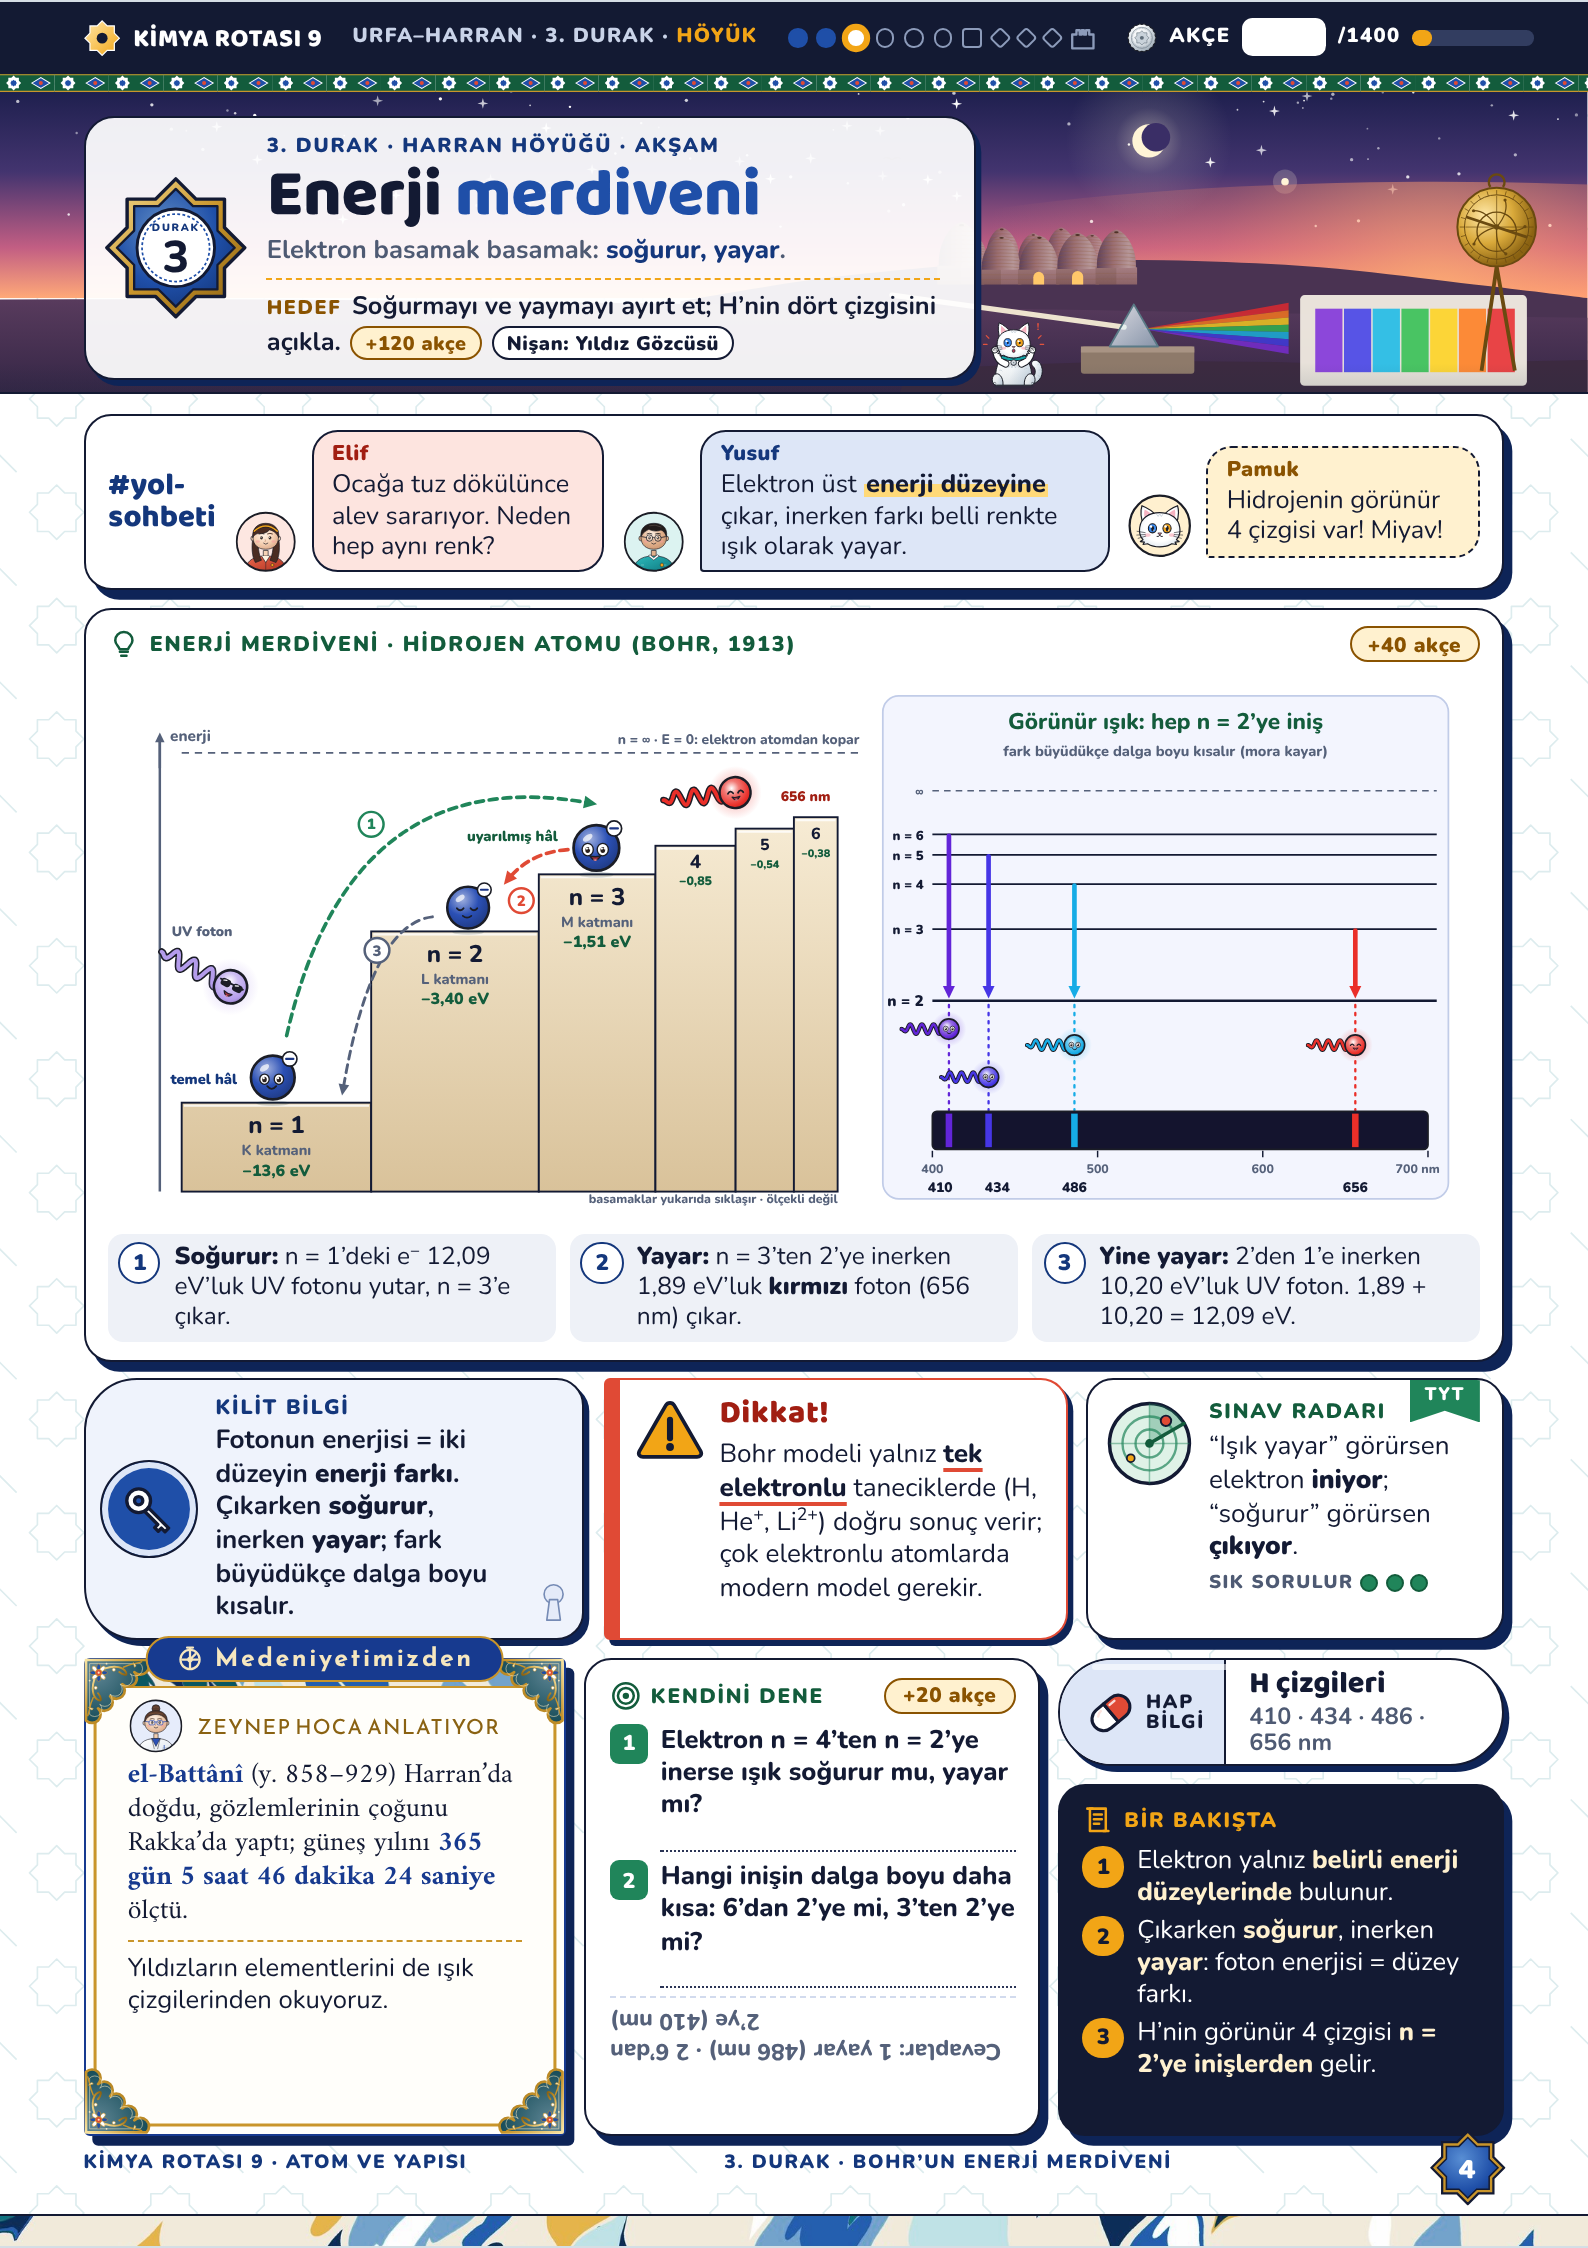 KİMYA ROTASI 9
URFA–HARRAN · 3. DURAK · HÖYÜK
AKÇE
/1400
3. DURAK · HARRAN HÖYÜĞÜ · AKŞAM
Enerji merdiveni
DURAK
3
Elektron basamak basamak: soğurur, yayar.
HEDEF Soğurmayı ve yaymayı ayırt et; H’nin dört çizgisini
açıkla. +120 akçe Nişan: Yıldız Gözcüsü
#yol-
sohbeti
Elif
Ocağa tuz dökülünce
alev sararıyor. Neden
hep aynı renk?
Yusuf
Elektron üst enerji düzeyine
çıkar, inerken farkı belli renkte
ışık olarak yayar.
Pamuk
Hidrojenin görünür
4 çizgisi var! Miyav!
ENERJİ MERDİVENİ · HİDROJEN ATOMU (BOHR, 1913)
+40 akçe
enerji
n = ∞ · E = 0: elektron atomdan kopar
656 nm
1
uyarılmış hâl
2
3
UV foton
temel hâl
n = 1
K katmanı
−13,6 eV
n = 2
L katmanı
−3,40 eV
n = 3
M katmanı
−1,51 eV
4
−0,85
5
−0,54
6
−0,38
basamaklar yukarıda sıklaşır · ölçekli değil
Görünür ışık: hep n = 2’ye iniş
fark büyüdükçe dalga boyu kısalır (mora kayar)
∞
n = 6
n = 5
n = 4
n = 3
n = 2
400 500 600 700 nm
410 434 486 656
1 Soğurur: n = 1’deki e⁻ 12,09
eV’luk UV fotonu yutar, n = 3’e
çıkar.
2 Yayar: n = 3’ten 2’ye inerken
1,89 eV’luk kırmızı foton (656
nm) çıkar.
3 Yine yayar: 2’den 1’e inerken
10,20 eV’luk UV foton. 1,89 +
10,20 = 12,09 eV.
KİLİT BİLGİ
Fotonun enerjisi = iki
düzeyin enerji farkı.
Çıkarken soğurur,
inerken yayar; fark
büyüdükçe dalga boyu
kısalır.
Dikkat!
Bohr modeli yalnız tek
elektronlu taneciklerde (H,
He⁺, Li²⁺) doğru sonuç verir;
çok elektronlu atomlarda
modern model gerekir.
TYT
SINAV RADARI
“Işık yayar” görürsen
elektron iniyor;
“soğurur” görürsen
çıkıyor.
SIK SORULUR
Medeniyetimizden
ZEYNEP HOCA ANLATIYOR
el-Battânî (y. 858–929) Harran’da
doğdu, gözlemlerinin çoğunu
Rakka’da yaptı; güneş yılını 365
gün 5 saat 46 dakika 24 saniye
ölçtü.
Yıldızların elementlerini de ışık
çizgilerinden okuyoruz.
KENDİNİ DENE
+20 akçe
1 Elektron n = 4’ten n = 2’ye
inerse ışık soğurur mu, yayar
mı?
2 Hangi inişin dalga boyu daha
kısa: 6’dan 2’ye mi, 3’ten 2’ye
mi?
Cevaplar: 1 yayar (486 nm) · 2 6’dan
2’ye (410 nm)
HAP
BİLGİ
H çizgileri
410 · 434 · 486 ·
656 nm
BİR BAKIŞTA
1 Elektron yalnız belirli enerji
düzeylerinde bulunur.
2 Çıkarken soğurur, inerken
yayar: foton enerjisi = düzey
farkı.
3 H’nin görünür 4 çizgisi n =
2’ye inişlerden gelir.
KİMYA ROTASI 9 · ATOM VE YAPISI
3. DURAK · BOHR’UN ENERJİ MERDİVENİ
4